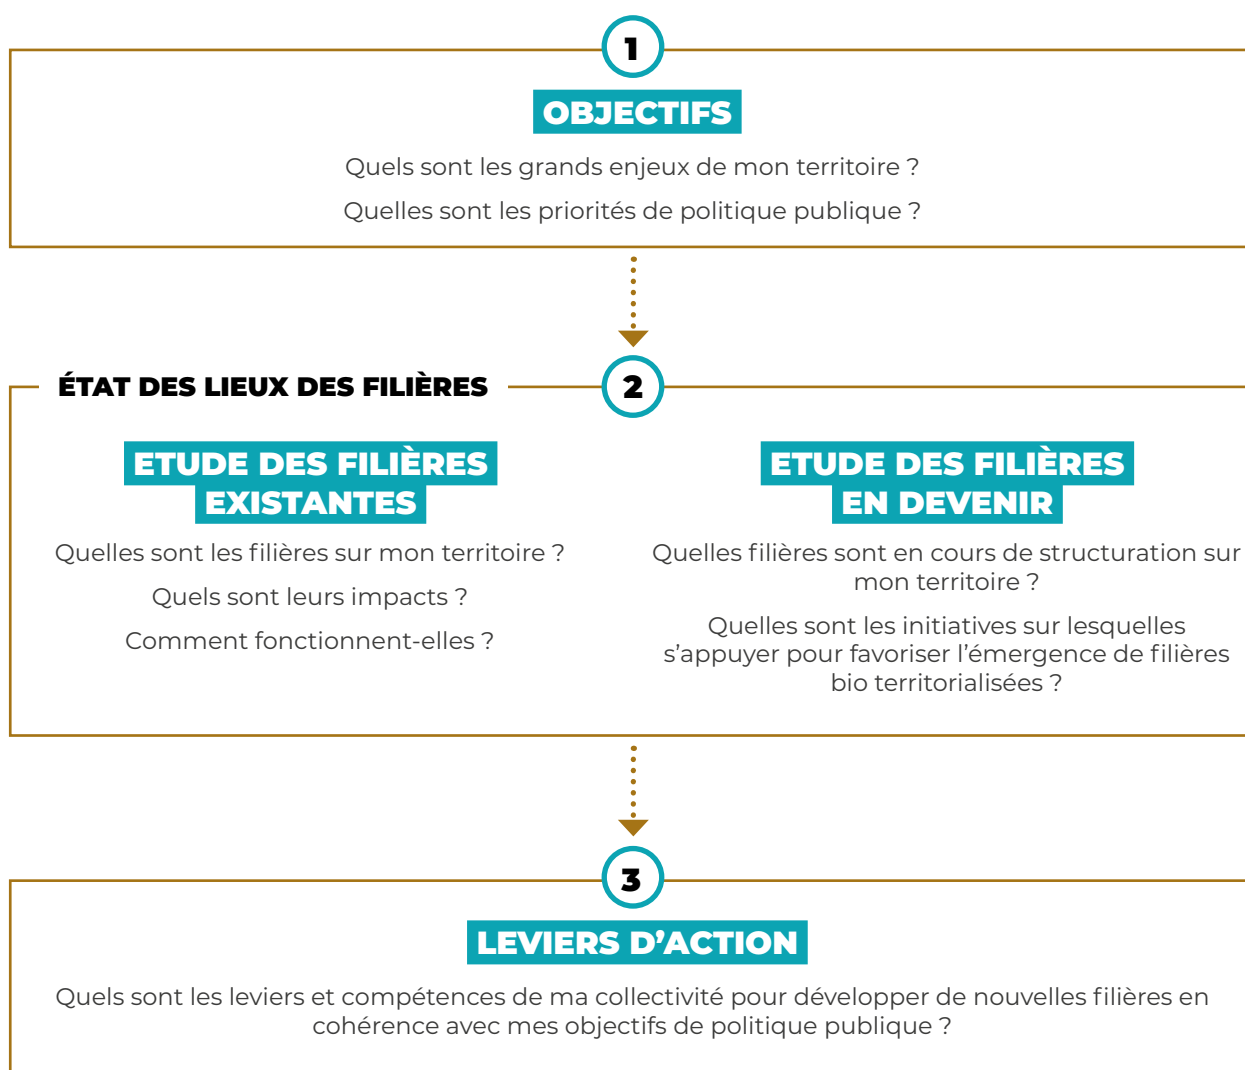 1
OBJECTIFS
Quels sont les grands enjeux de mon territoire ?
Quelles sont les priorités de politique publique ?
ÉTAT DES LIEUX DES FILIÈRES
2
ETUDE DES FILIÈRES
EXISTANTES
Quelles sont les filières sur mon territoire ?
Quels sont leurs impacts ?
Comment fonctionnent-elles ?
ETUDE DES FILIÈRES
EN DEVENIR
Quelles filières sont en cours de structuration sur
mon territoire ?
Quelles sont les initiatives sur lesquelles
s’appuyer pour favoriser l’émergence de filières
bio territorialisées ?
3
LEVIERS D’ACTION
Quels sont les leviers et compétences de ma collectivité pour développer de nouvelles filières en
cohérence avec mes objectifs de politique publique ?